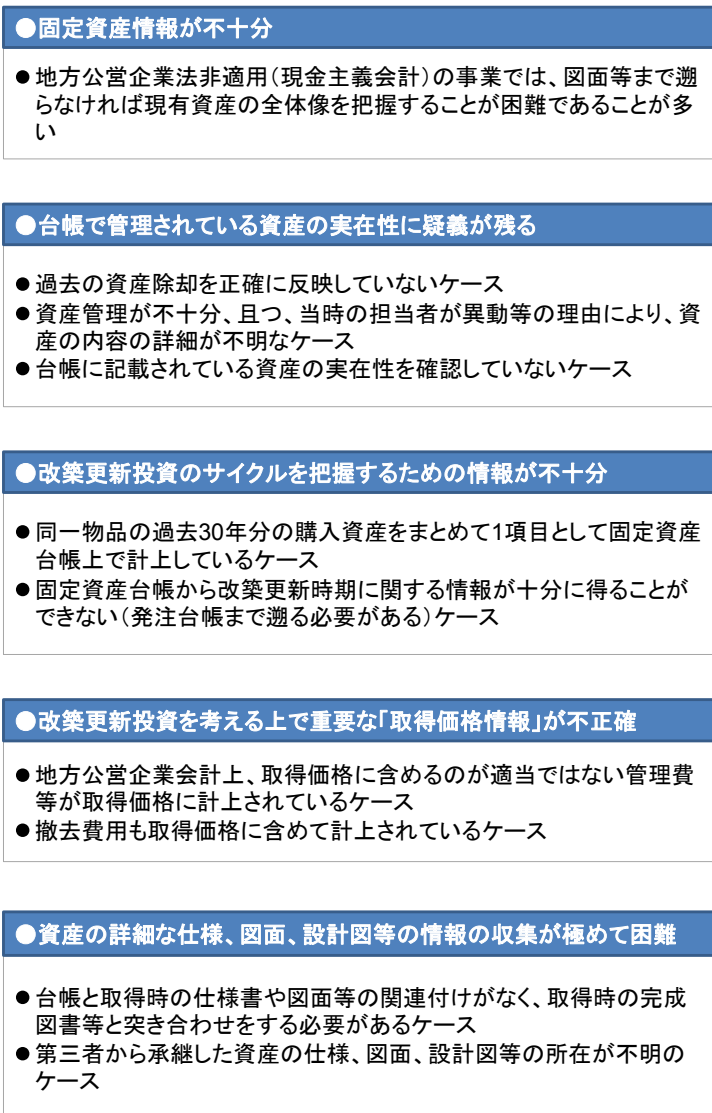 ●固定資産情報が不十分
●地方公営企業法非適用(現金主義会計)の事業では、図面等まで遡
らなければ現有資産の全体像を把握することが困難であることが多
い
●台帳で管理されている資産の実在性に疑義が残る
●過去の資産除却を正確に反映していないケース
●資産管理が不十分、且つ、当時の担当者が異動等の理由により、資
産の内容の詳細が不明なケース
●台帳に記載されている資産の実在性を確認していないケース
●改築更新投資のサイクルを把握するための情報が不十分
●同一物品の過去30年分の購入資産をまとめて1項目として固定資産
台帳上で計上しているケース
●固定資産台帳から改築更新時期に関する情報が十分に得ることが
できない(発注台帳まで遡る必要がある)ケース
●改築更新投資を考える上で重要な「取得価格情報」が不正確
●地方公営企業会計上、取得価格に含めるのが適当ではない管理費
等が取得価格に計上されているケース
●撤去費用も取得価格に含めて計上されているケース
●資産の詳細な仕様、図面、設計図等の情報の収集が極めて困難
●台帳と取得時の仕様書や図面等の関連付けがなく、取得時の完成
図書等と突き合わせをする必要があるケース
●第三者から承継した資産の仕様、図面、設計図等の所在が不明の
ケース